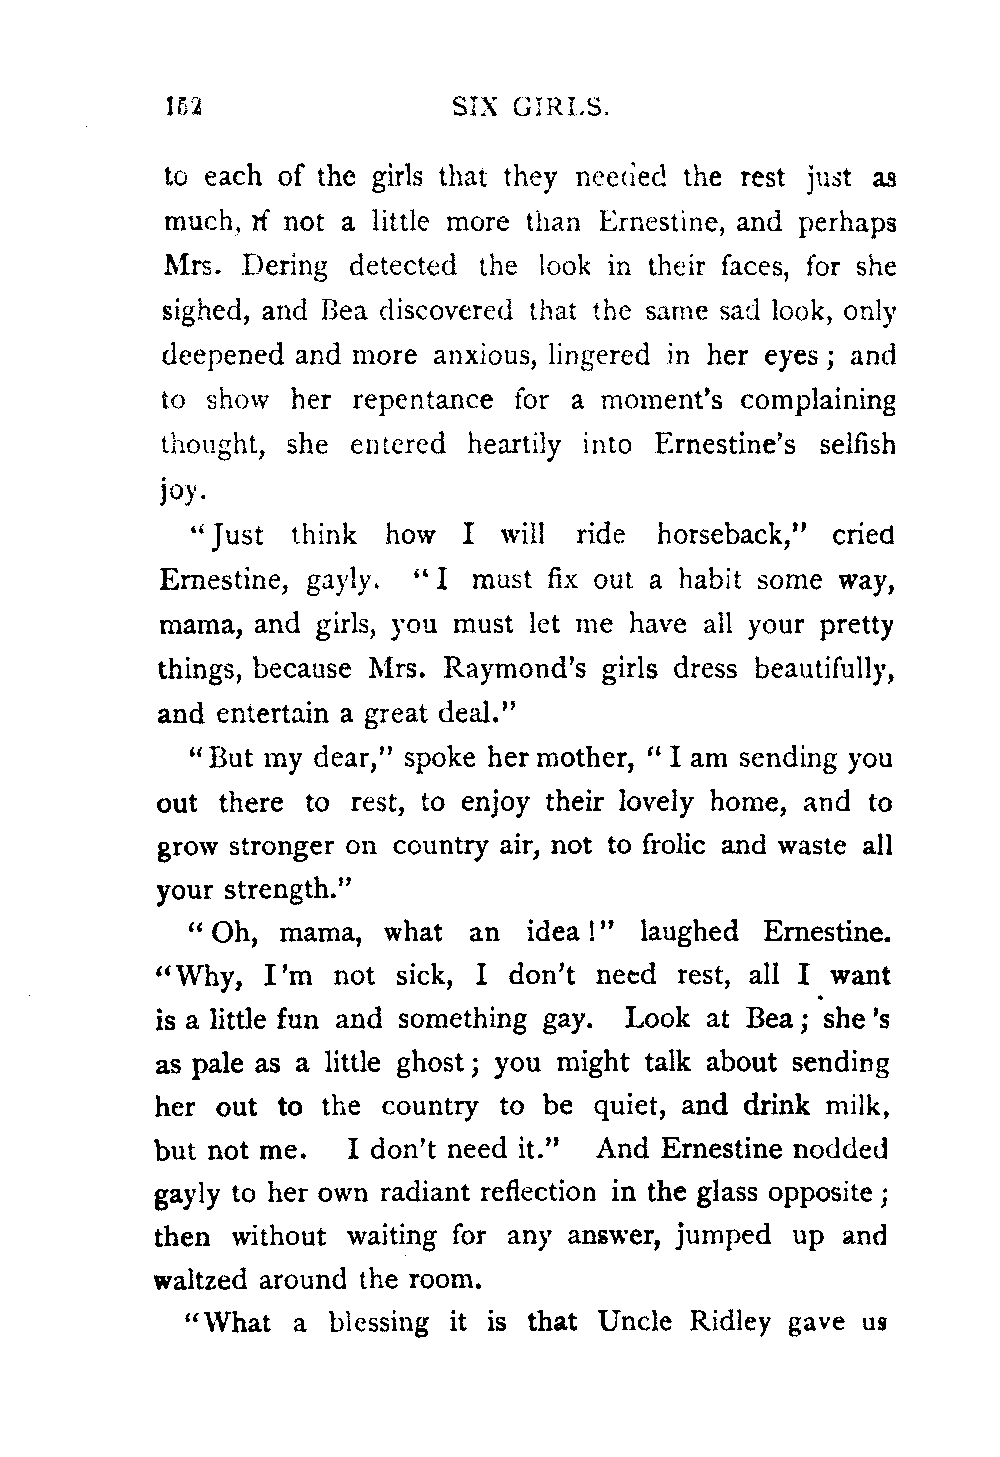 152 SIX GIRLS.
to each of the girls that they needed the rest just as
much, if not a little more than Ernestine, and perhaps
Mrs. Dering detected the look in their faces, for she
sighed, and Bea discovered that the same sad look, only
deepened and more anxious, lingered in her eyes; and
to show her repentance for a moment's complaining
thought, she entered heartily into Ernestine's selfish
joy.
"Just think how I will ride horseback," cried
Ernestine, gayly. "I must fix out a habit some way,
mama, and girls, you must let me have all your pretty
things, because Mrs. Raymond's girls dress beautifully,
and entertain a great deal."
"But my dear," spoke her mother, "I am sending you
out there to rest, to enjoy their lovely home, and to
grow stronger on country air, not to frolic and waste all
your strength."
"Oh, mama, what an idea!" laughed Ernestine.
"Why, I'm not sick, I don't need rest, all I want
is a little fun and something gay. Look at Bea; she's
as pale as a little ghost; you might talk about sending
her out to the country to be quiet, and drink milk,
but not me. I don't need it." And Ernestine nodded
gayly to her own radiant reflection in the glass opposite;
then without waiting for any answer, jumped up and
waltzed around the room.
"What a blessing it is that Uncle Ridley gave us